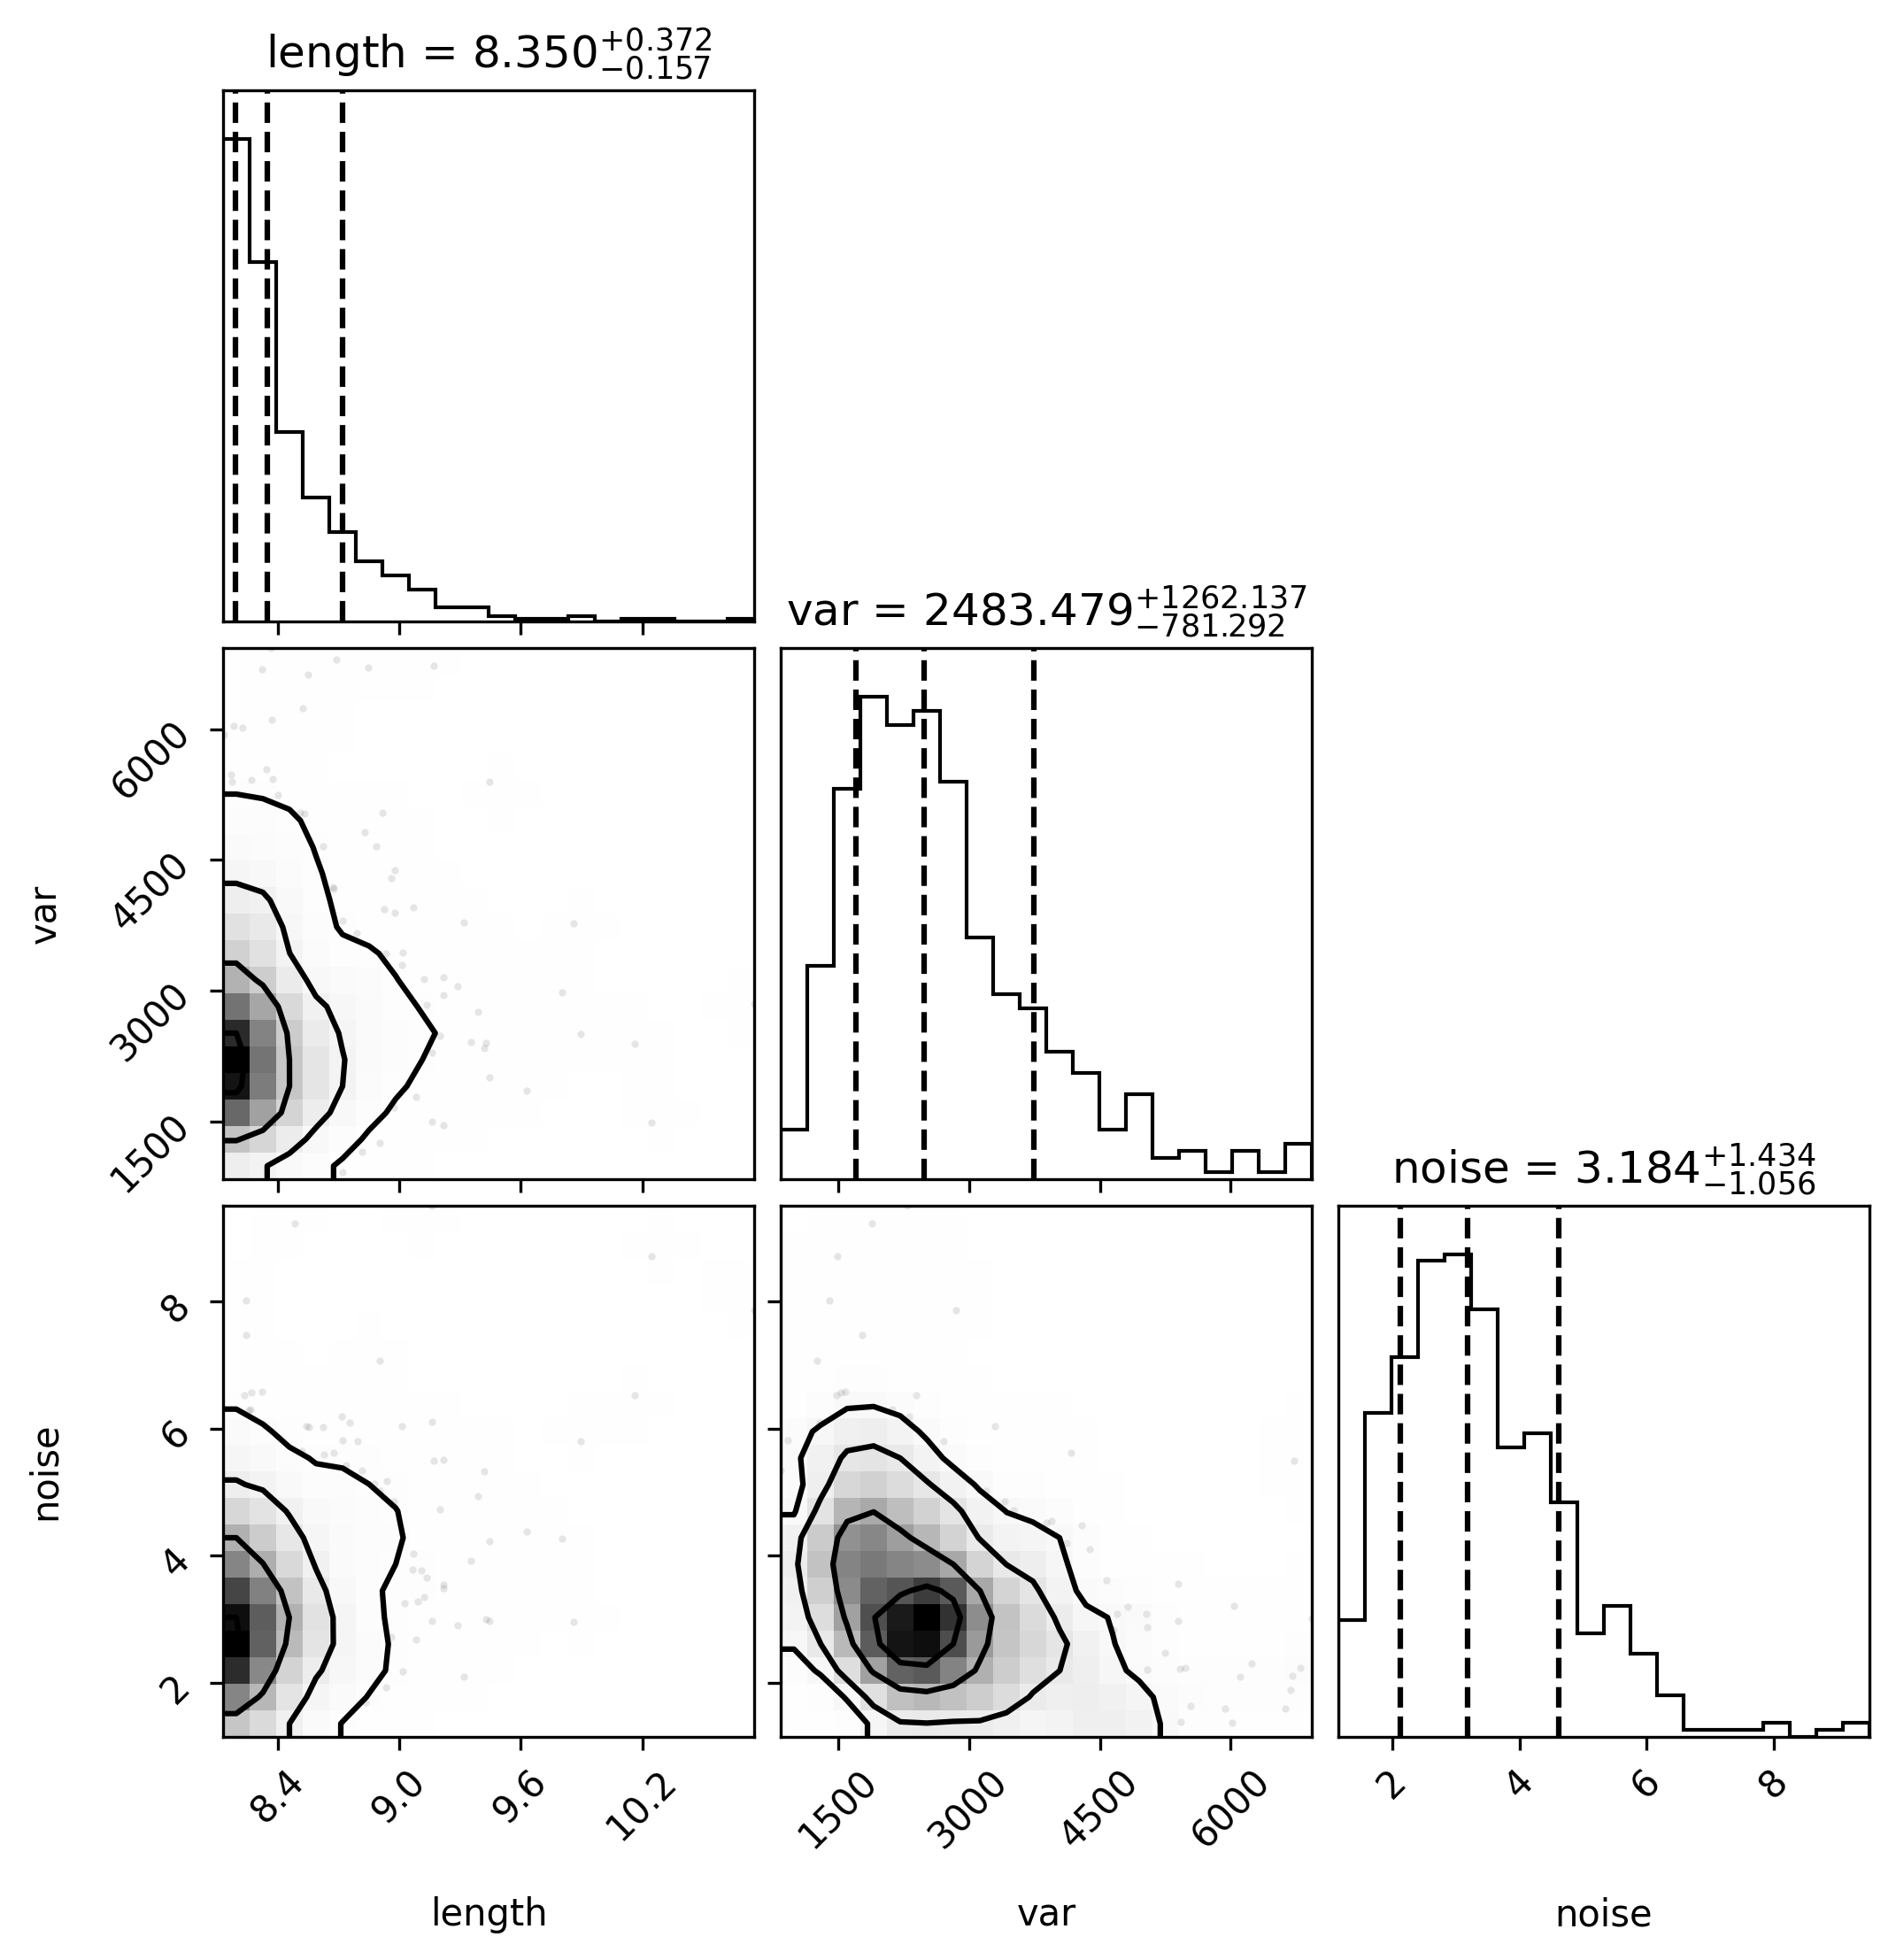 length = 8.350 +0.372 −0.157
var = 2483.479 +1262.137 −781.292
6000
4500
3000
1500
var
noise = 3.184 +1.434 −1.056
8
6
4
2
noise
8.4 9.0 9.6 10.2 1500 3000 4500 6000 2 4 6 8
length var noise